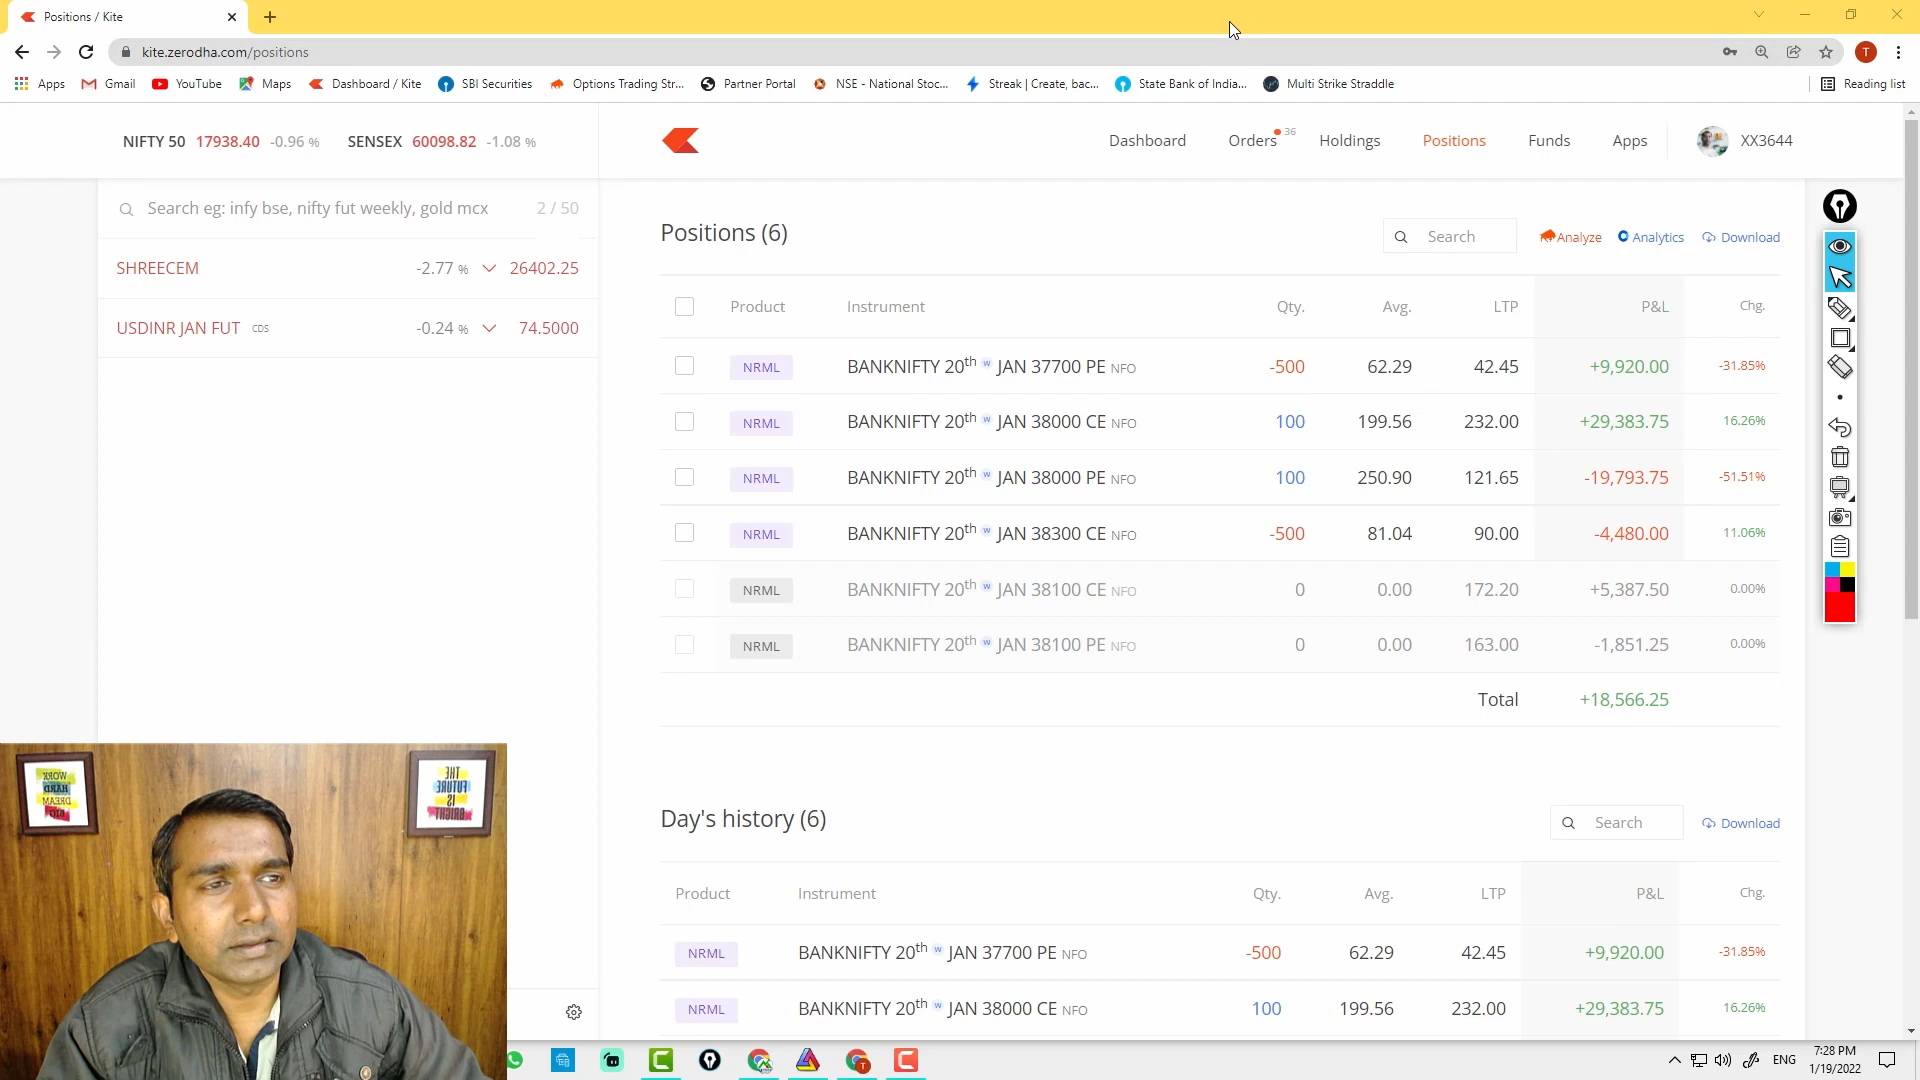 Positions / Kite
kite.zerodha.com/positions
Apps Gmail YouTube Maps Dashboard / Kite SBI Securities Options Trading Str... Partner Portal NSE - National Stoc... Streak | Create, bac... State Bank of India... Multi Strike Straddle Reading list
NIFTY 50 17938.40 -0.96 % SENSEX 60098.82 -1.08 %
Dashboard Orders 36 Holdings Positions Funds Apps XX3644
Search eg: infy bse, nifty fut weekly, gold mcx 2 / 50
SHREECEM -2.77 % 26402.25
USDINR JAN FUT CDS -0.24 % 74.5000
Positions (6) Search Analyze Analytics Download
Product Instrument Qty. Avg. LTP P&L Chg.
NRML BANKNIFTY 20th w JAN 37700 PE NFO -500 62.29 42.45 +9,920.00 -31.85%
NRML BANKNIFTY 20th w JAN 38000 CE NFO 100 199.56 232.00 +29,383.75 16.26%
NRML BANKNIFTY 20th w JAN 38000 PE NFO 100 250.90 121.65 -19,793.75 -51.51%
NRML BANKNIFTY 20th w JAN 38300 CE NFO -500 81.04 90.00 -4,480.00 11.06%
NRML BANKNIFTY 20th w JAN 38100 CE NFO 0 0.00 172.20 +5,387.50 0.00%
NRML BANKNIFTY 20th w JAN 38100 PE NFO 0 0.00 163.00 -1,851.25 0.00%
Total +18,566.25
Day's history (6) Search Download
Product Instrument Qty. Avg. LTP P&L Chg.
NRML BANKNIFTY 20th w JAN 37700 PE NFO -500 62.29 42.45 +9,920.00 -31.85%
NRML BANKNIFTY 20th w JAN 38000 CE NFO 100 199.56 232.00 +29,383.75 16.26%
WORK
HARD
DREAM
BIG
THE
FUTURE
IS
BRIGHT
ENG
7:28 PM
1/19/2022
T